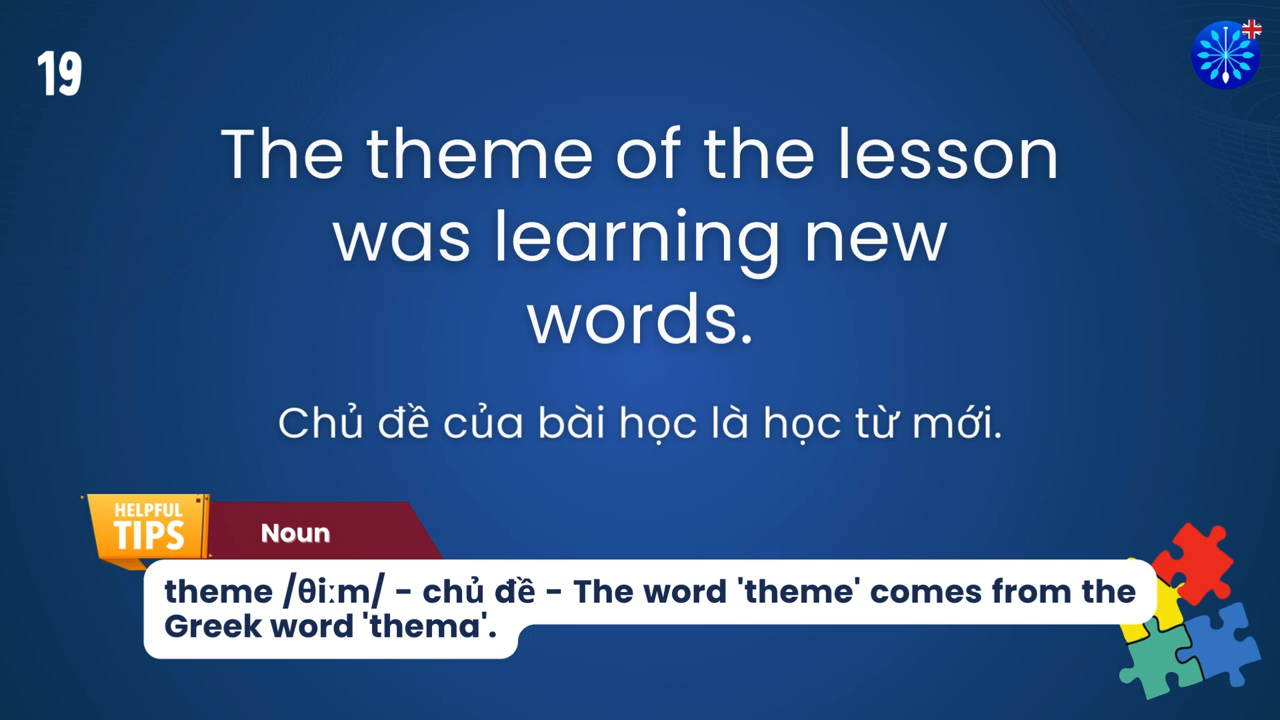 19
The theme of the lesson
was learning new
words.
Chủ đề của bài học là học từ mới.
HELPFUL
TIPS
Noun
theme /θiːm/ - chủ đề - The word 'theme' comes from the
Greek word 'thema'.